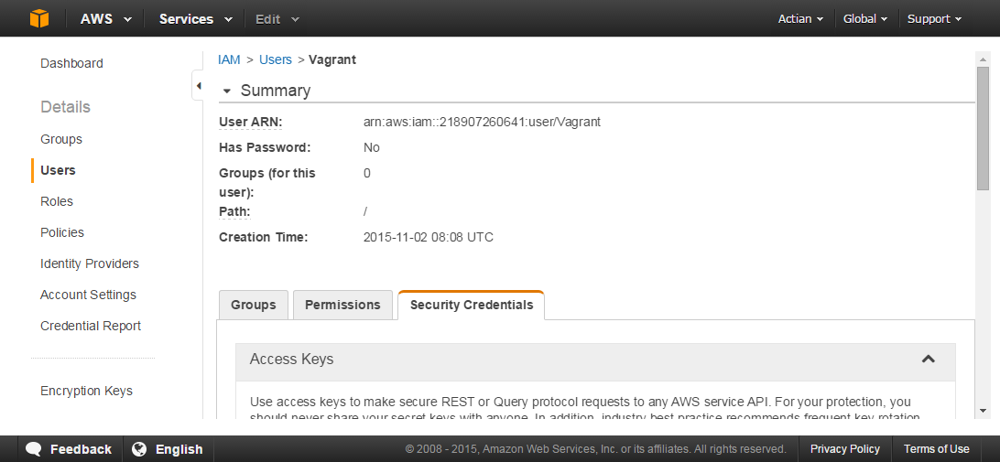 AWS Services Edit Actian Global Support
Dashboard
Details
Groups
Users
Roles
Policies
Identity Providers
Account Settings
Credential Report
Encryption Keys
IAM > Users > Vagrant
Summary
User ARN: arn:aws:iam::218907260641:user/Vagrant
Has Password: No
Groups (for this 0
user):
Path: /
Creation Time: 2015-11-02 08:08 UTC
Groups Permissions Security Credentials
Access Keys
Use access keys to make secure REST or Query protocol requests to any AWS service API. For your protection, you
should never share your secret keys with anyone. In addition, industry best practice recommends frequent key rotation.
Feedback English © 2008 - 2015, Amazon Web Services, Inc. or its affiliates. All rights reserved. Privacy Policy Terms of Use